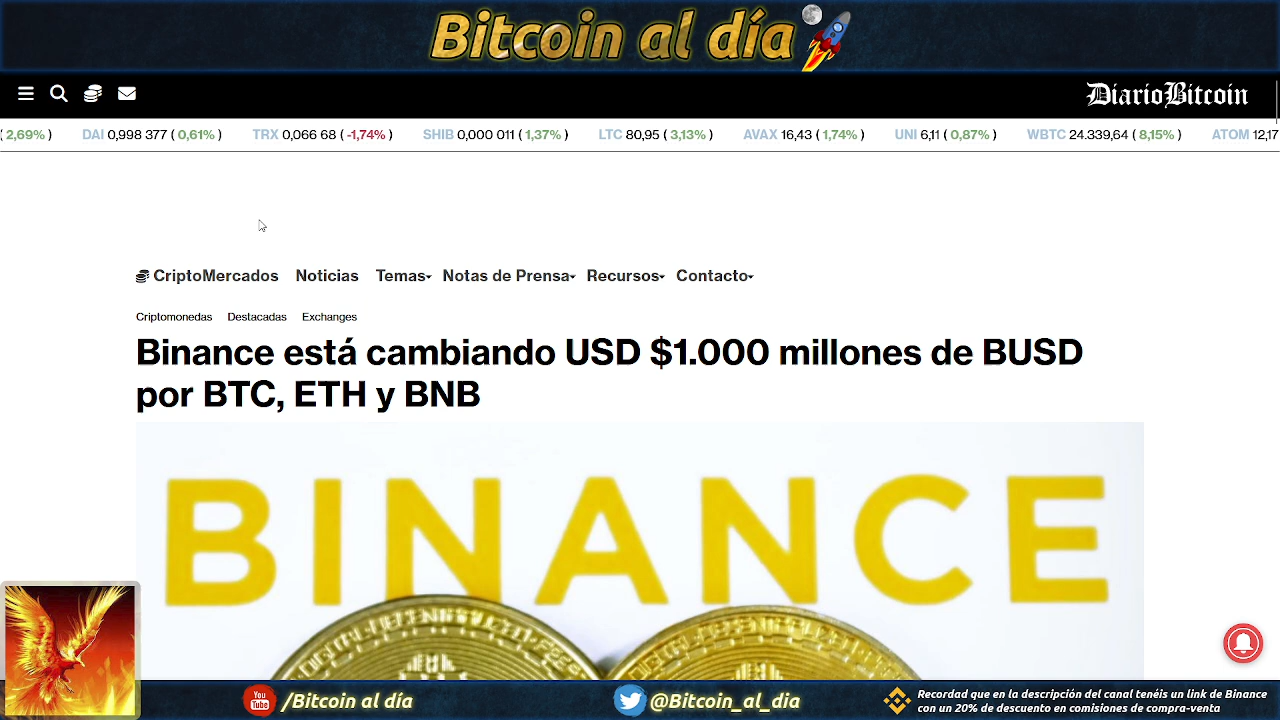 Bitcoin al día
DiarioBitcoin
( 2,69% ) DAI 0,998 377 ( 0,61% ) TRX 0,066 68 ( -1,74% ) SHIB 0,000 011 ( 1,37% ) LTC 80,95 ( 3,13% ) AVAX 16,43 ( 1,74% ) UNI 6,11 ( 0,87% ) WBTC 24.339,64 ( 8,15% ) ATOM 12,17
CriptoMercados Noticias Temas Notas de Prensa Recursos Contacto
Criptomonedas Destacadas Exchanges
Binance está cambiando USD $1.000 millones de BUSD
por BTC, ETH y BNB
BINANCE
You
Tube
/Bitcoin al día
@Bitcoin_al_dia
Recordad que en la descripción del canal tenéis un link de Binance
con un 20% de descuento en comisiones de compra-venta